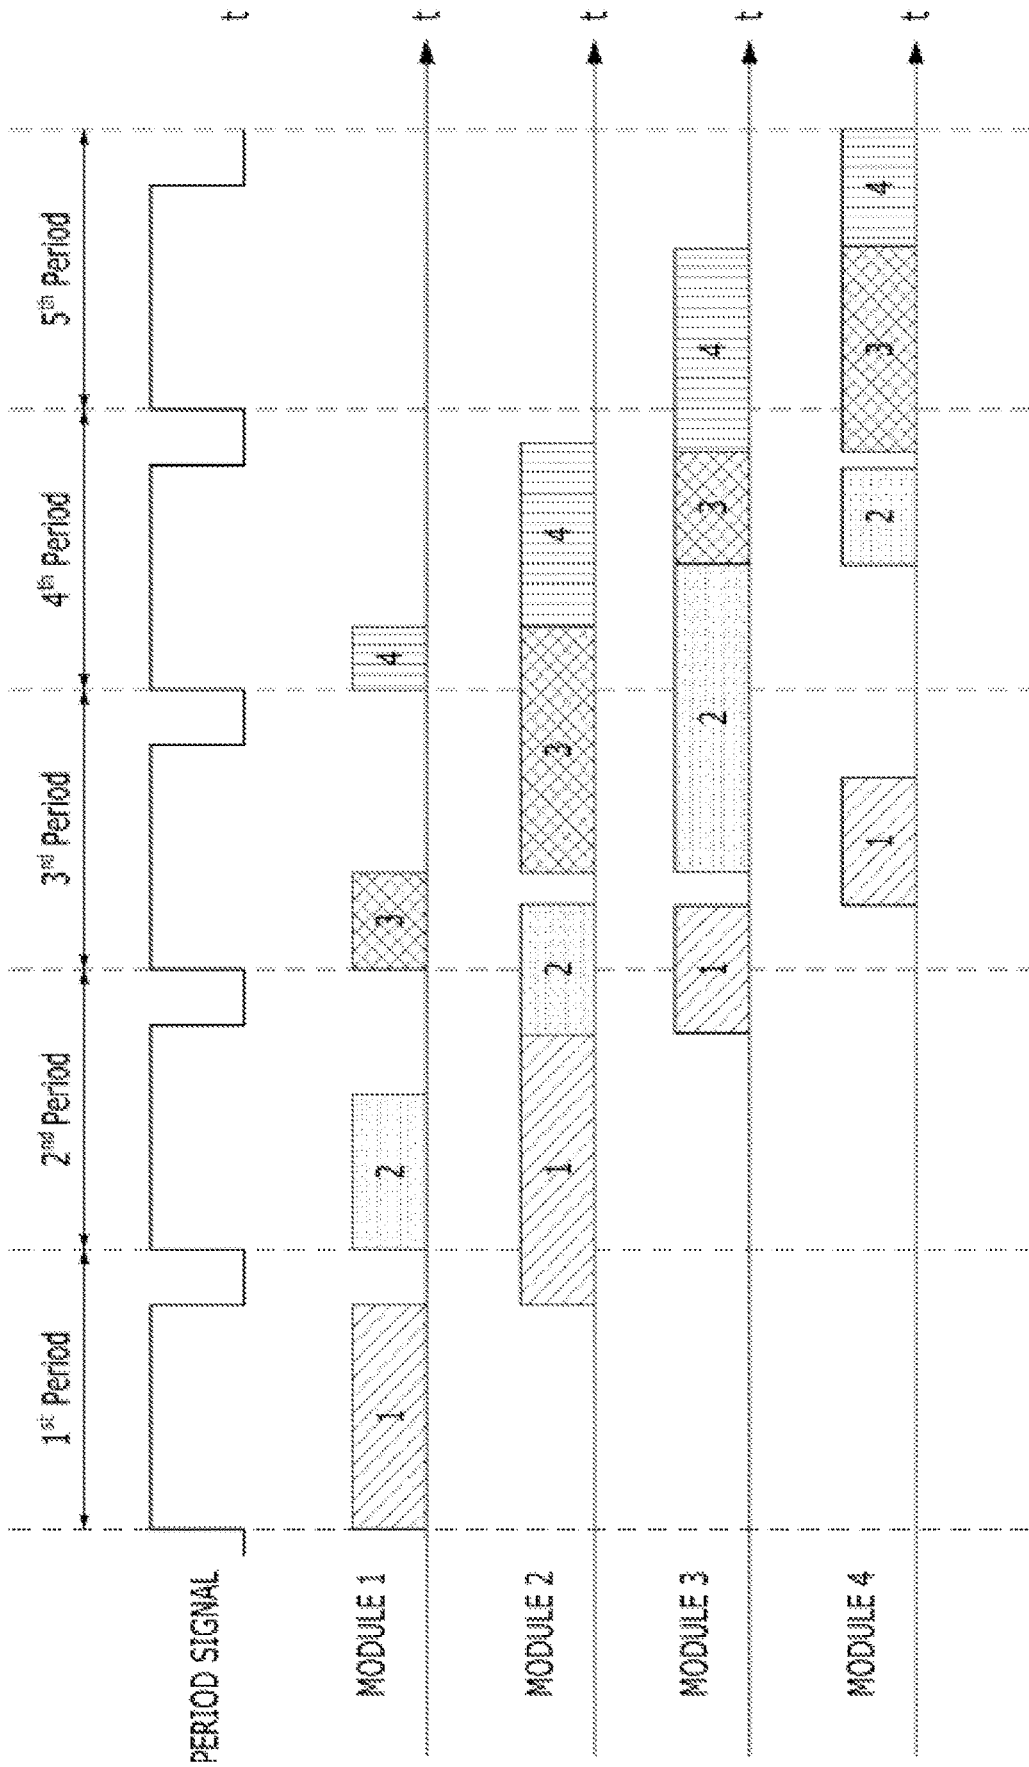 1st Period 2nd Period 3rd Period 4th Period 5th Period
PERIOD SIGNAL t
MODULE 1 1 2 3 4 t
MODULE 2 1 2 3 4 t
MODULE 3 1 2 3 4 t
MODULE 4 1 2 3 4 t